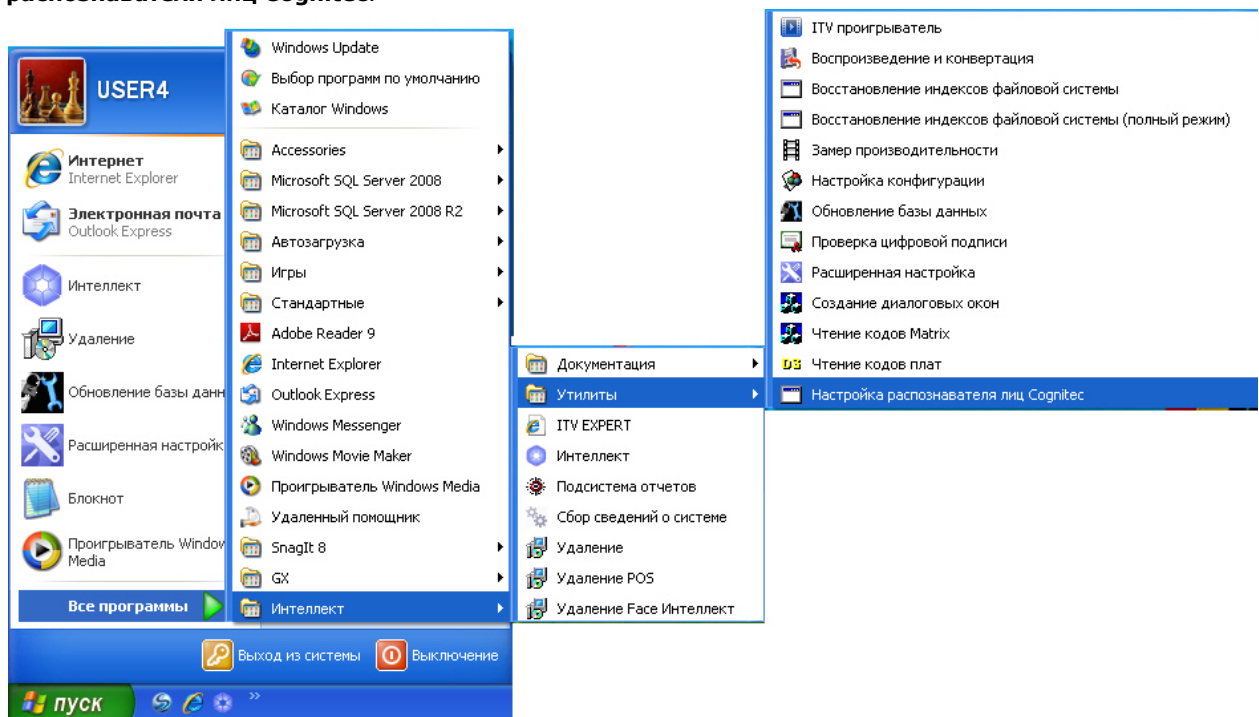 распознавателя лиц Cognitec.
USER4
Интернет
Internet Explorer
Электронная почта
Outlook Express
Интеллект
Удаление
Обновление базы данн
Расширенная настройк
Блокнот
Проигрыватель Window
Media
Все программы
Выход из системы
Выключение
пуск
Windows Update
Выбор программ по умолчанию
Каталог Windows
Accessories
Microsoft SQL Server 2008
Microsoft SQL Server 2008 R2
Автозагрузка
Игры
Стандартные
Adobe Reader 9
Internet Explorer
Outlook Express
Windows Messenger
Windows Movie Maker
Проигрыватель Windows Media
Удаленный помощник
SnagIt 8
GX
Интеллект
Документация
Утилиты
ITV EXPERT
Интеллект
Подсистема отчетов
Сбор сведений о системе
Удаление
Удаление POS
Удаление Face Интеллект
ITV проигрыватель
Воспроизведение и конвертация
Восстановление индексов файловой системы
Восстановление индексов файловой системы (полный режим)
Замер производительности
Настройка конфигурации
Обновление базы данных
Проверка цифровой подписи
Расширенная настройка
Создание диалоговых окон
Чтение кодов Matrix
Чтение кодов плат
Настройка распознавателя лиц Cognitec